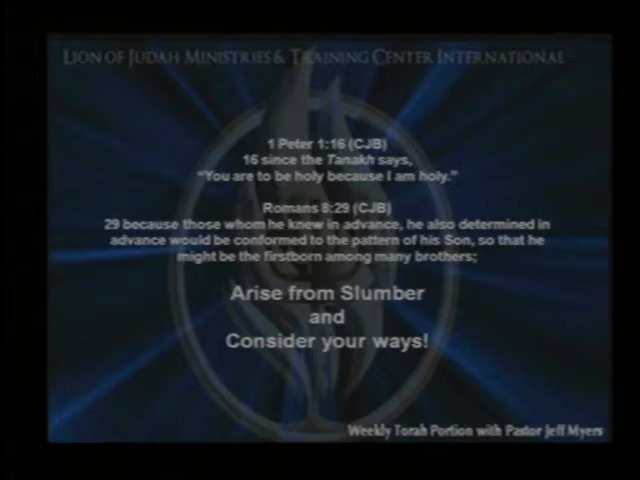 LION OF JUDAH MINISTRIES & TRAINING CENTER INTERNATIONAL
1 Peter 1:16 (CJB)
16 since the Tanakh says,
“You are to be holy because I am holy.”
Romans 8:29 (CJB)
29 because those whom he knew in advance, he also determined in
advance would be conformed to the pattern of his Son, so that he
might be the firstborn among many brothers;
Arise from Slumber
and
Consider your ways!
Weekly Torah Portion with Pastor Jeff Myers